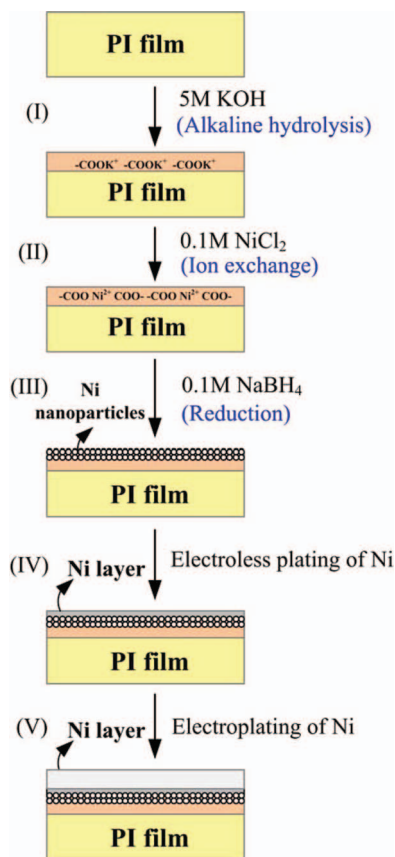 PI film
(I)
5M KOH
(Alkaline hydrolysis)
-COOK⁺ -COOK⁺ -COOK⁺
PI film
(II)
0.1M NiCl₂
(Ion exchange)
-COO Ni²⁺ COO- -COO Ni²⁺ COO-
PI film
(III)
Ni
nanoparticles
0.1M NaBH₄
(Reduction)
PI film
(IV)
Ni layer
Electroless plating of Ni
PI film
(V)
Ni layer
Electroplating of Ni
PI film